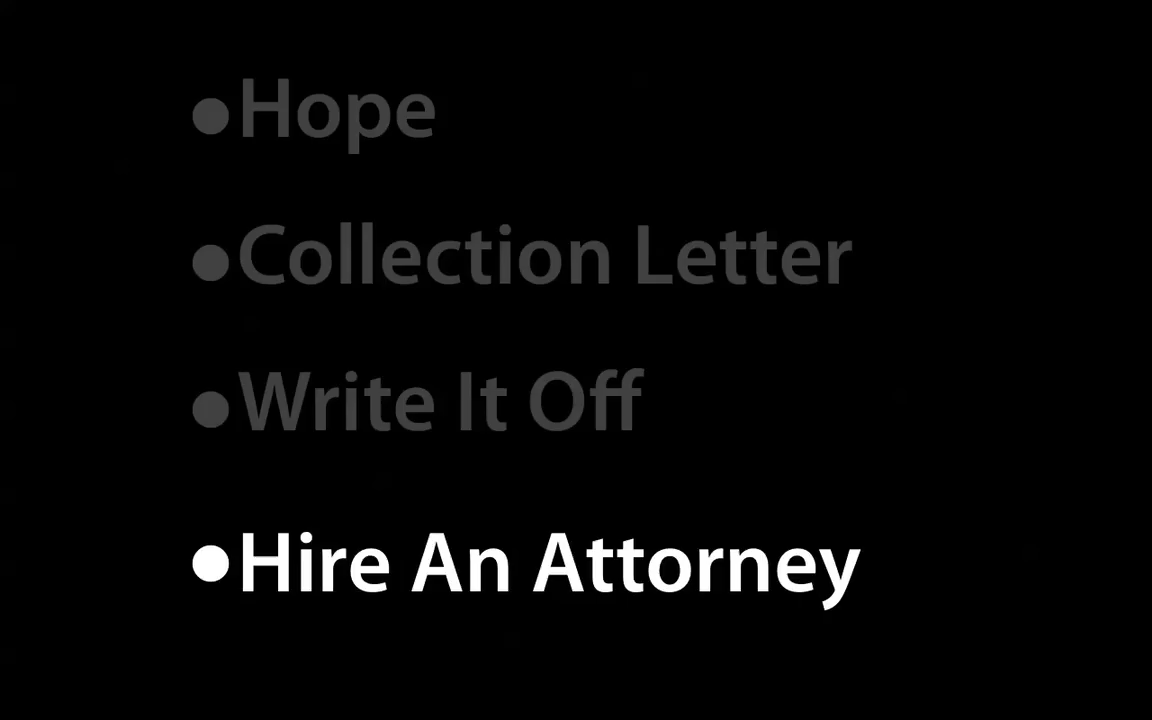 •Hope
•Collection Letter
•Write It Off
•Hire An Attorney